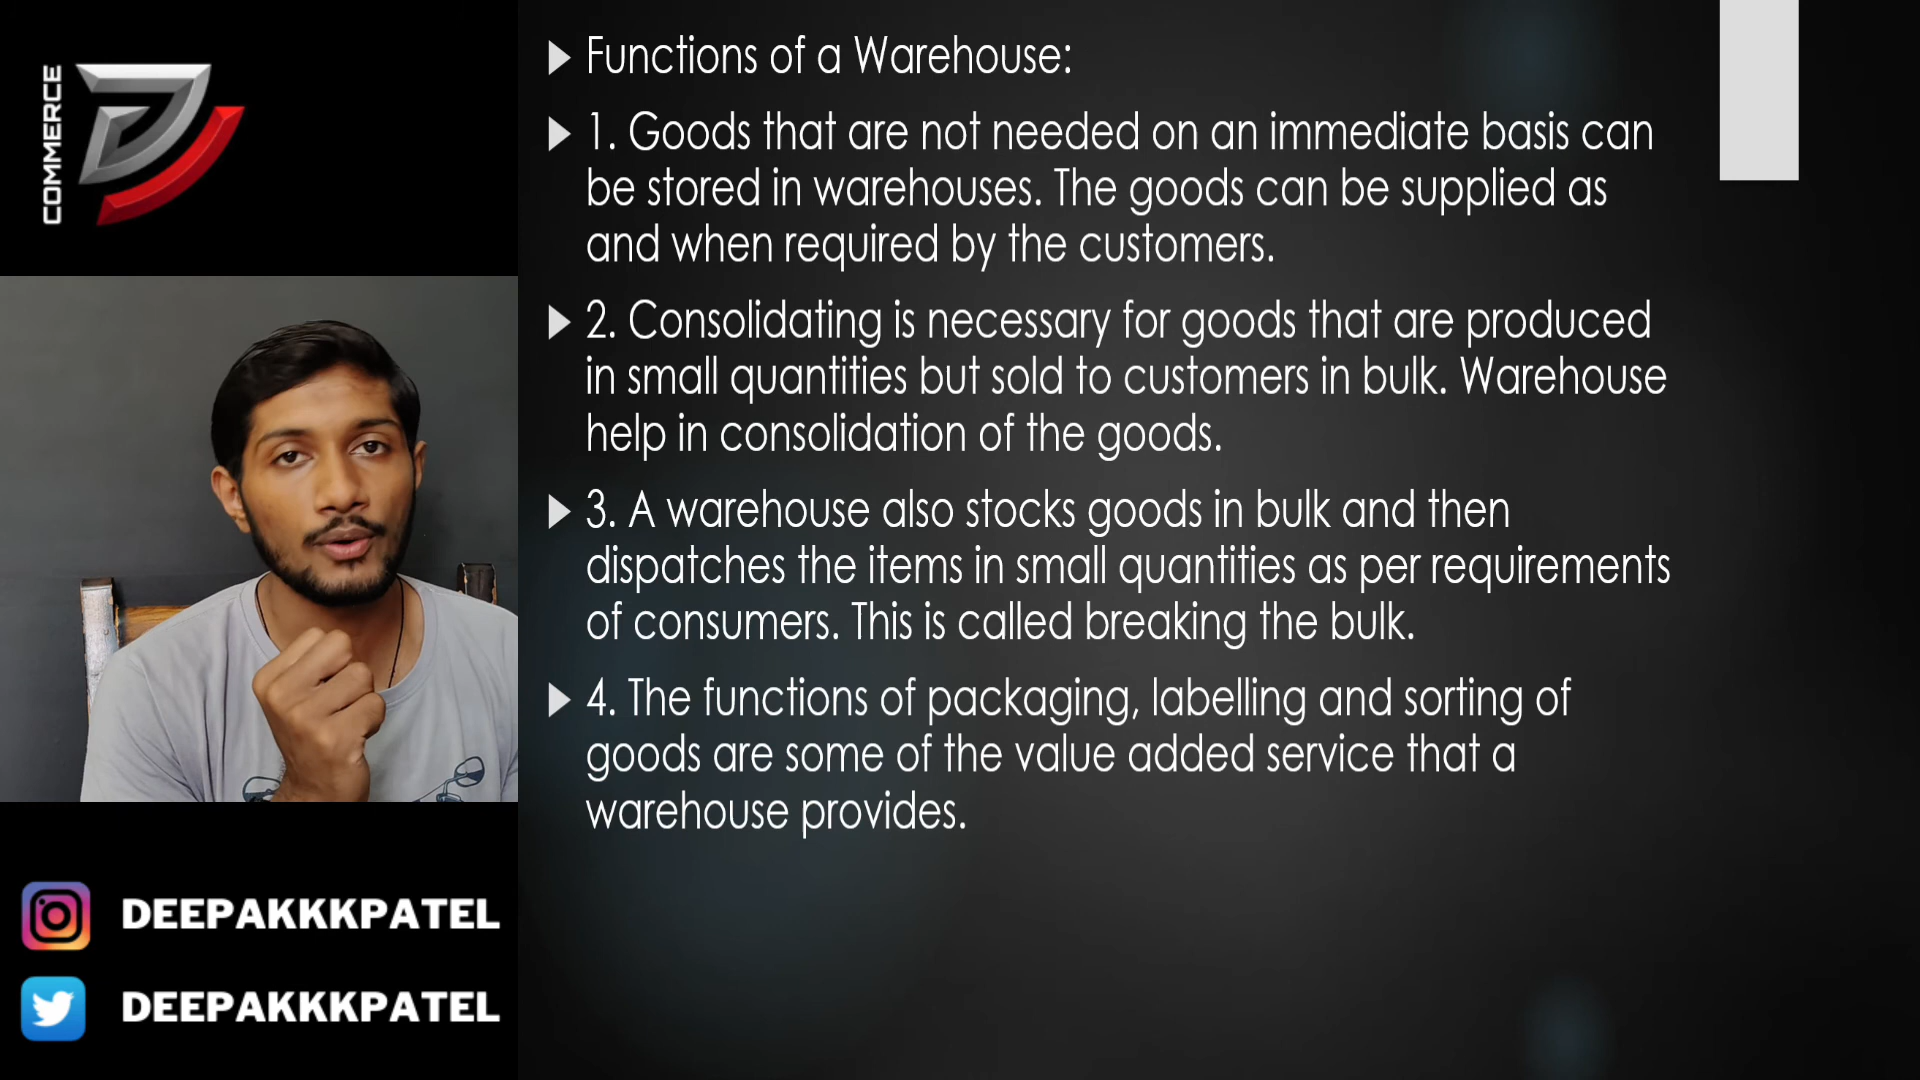 COMMERCE
Functions of a Warehouse:
1. Goods that are not needed on an immediate basis can
be stored in warehouses. The goods can be supplied as
and when required by the customers.
2. Consolidating is necessary for goods that are produced
in small quantities but sold to customers in bulk. Warehouse
help in consolidation of the goods.
3. A warehouse also stocks goods in bulk and then
dispatches the items in small quantities as per requirements
of consumers. This is called breaking the bulk.
4. The functions of packaging, labelling and sorting of
goods are some of the value added service that a
warehouse provides.
DEEPAKKKPATEL
DEEPAKKKPATEL